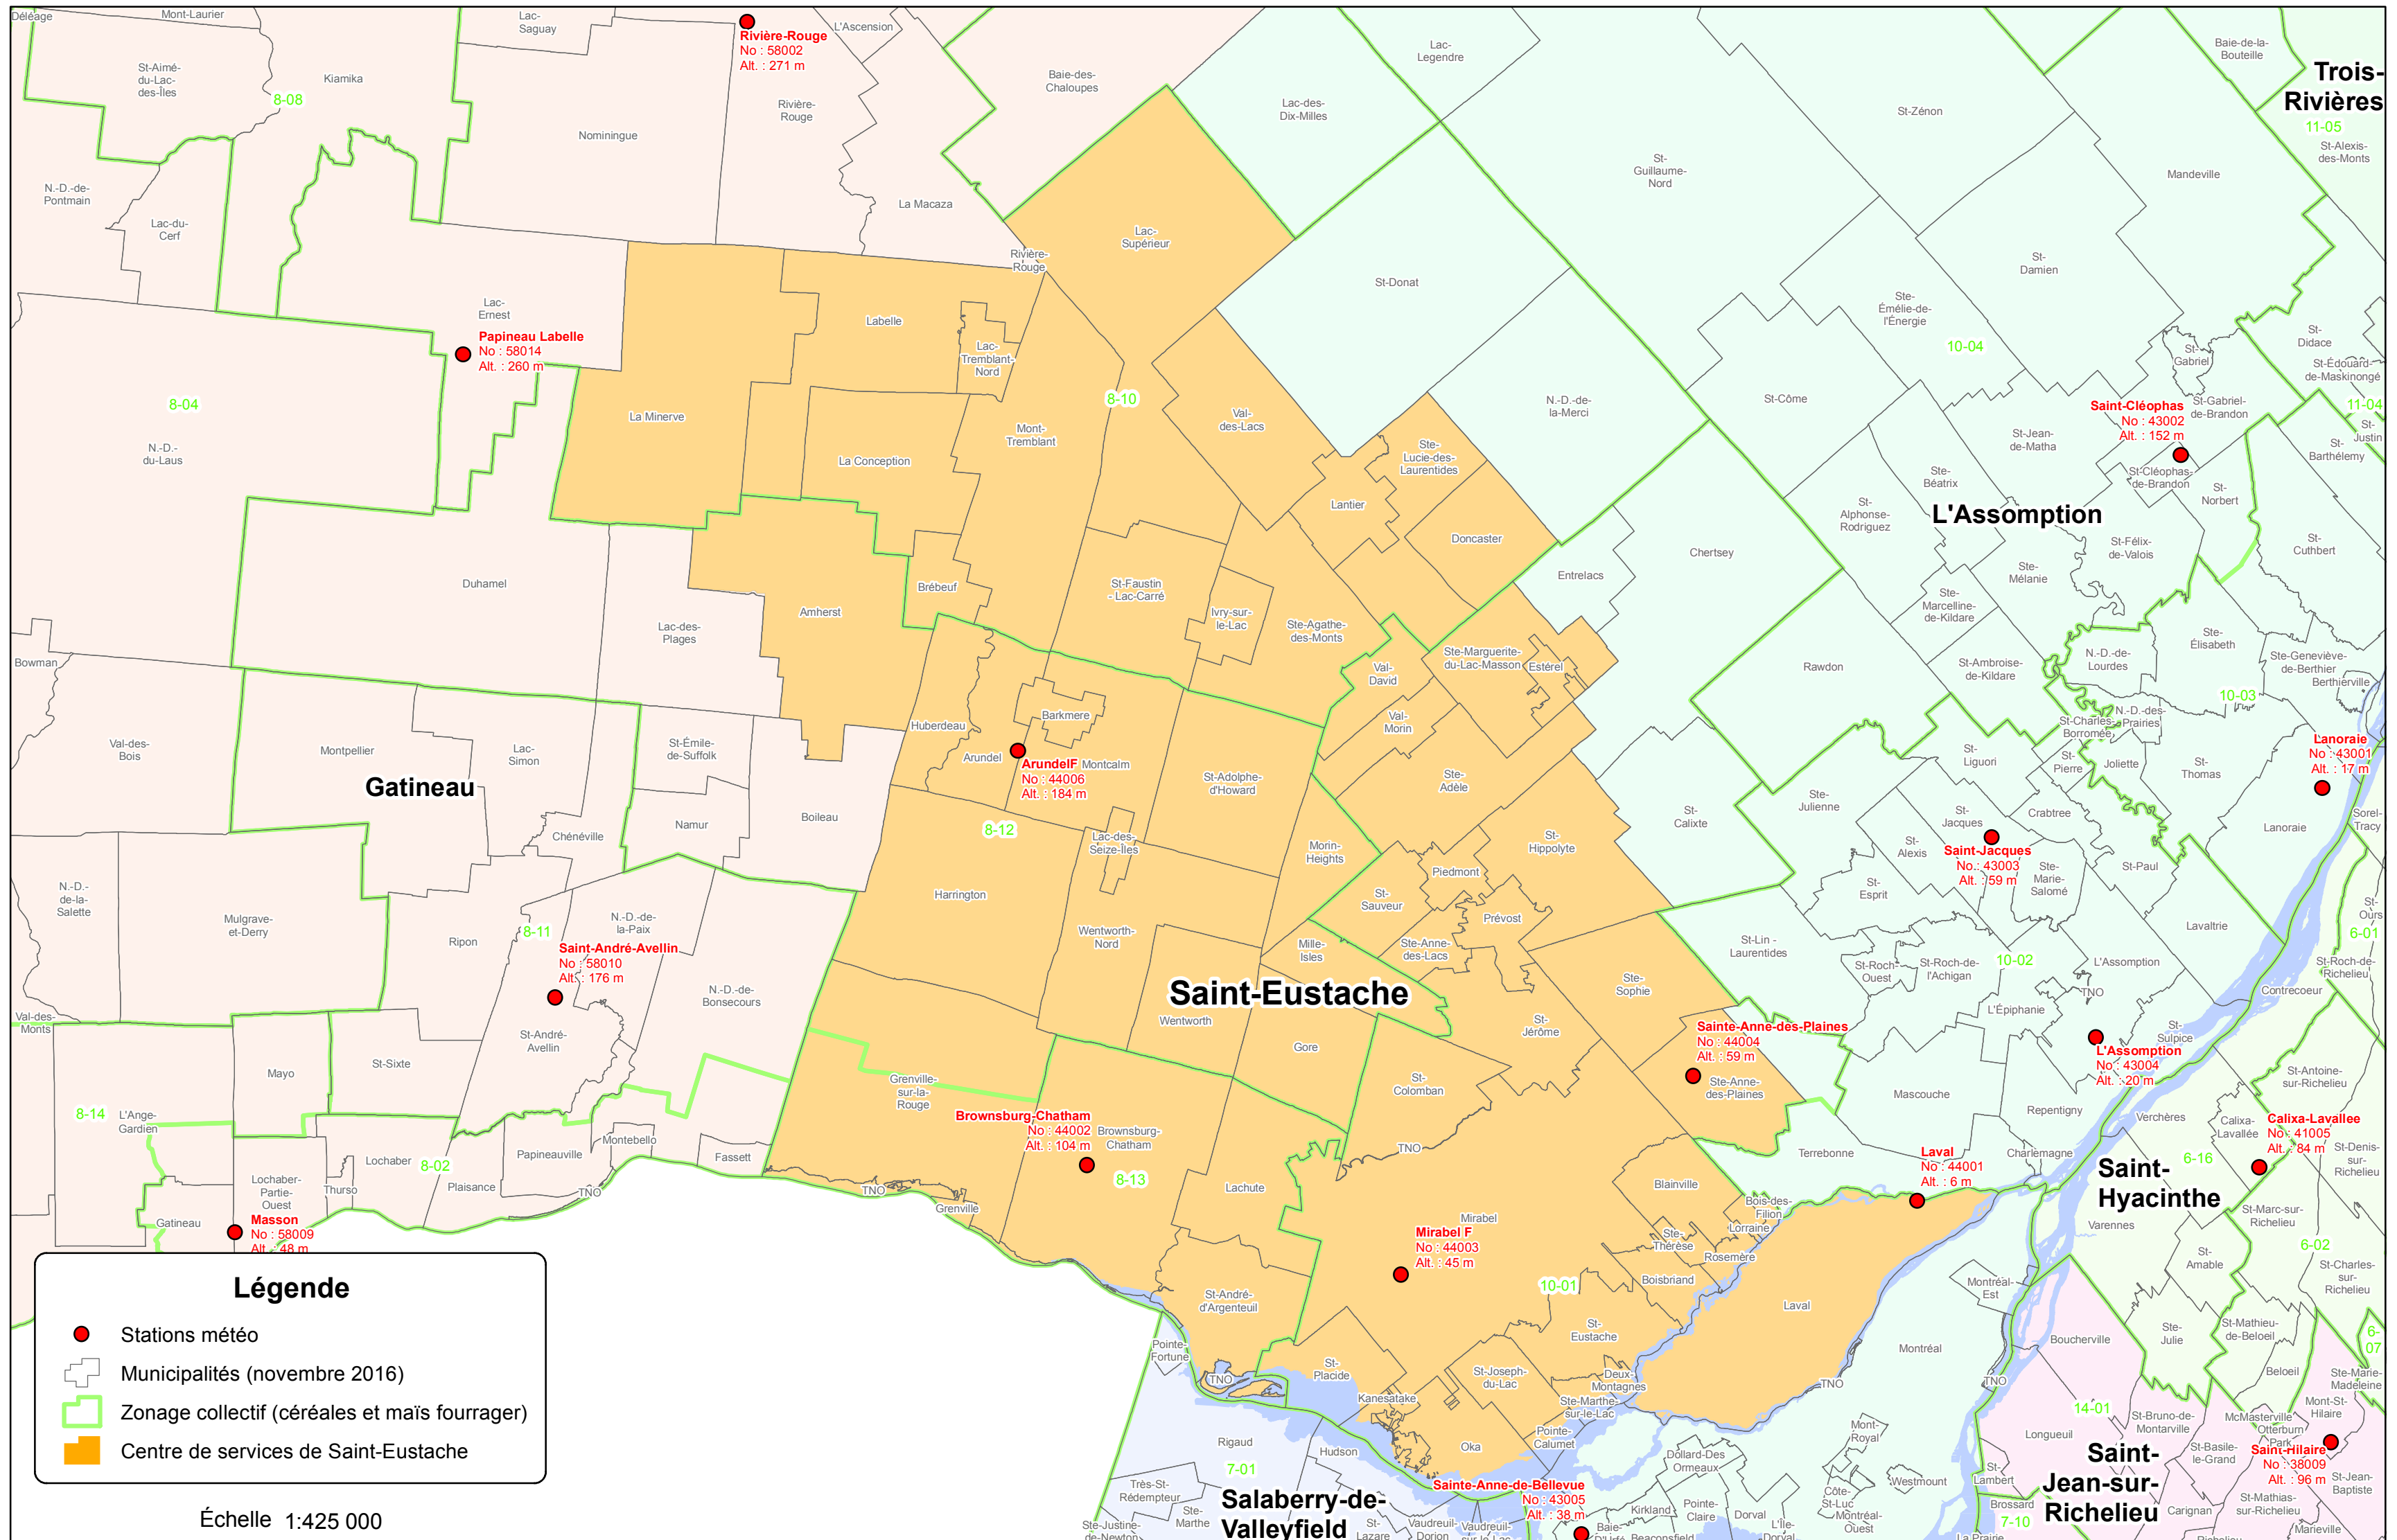 Déléage
Mont-Laurier
Lac-
Saguay
Rivière-Rouge
No : 58002
Alt. : 271 m
L'Ascension
Lac-
Legendre
Baie-de-la-
Bouteille
Trois-
Rivières
11-05
St-Alexis-
des-Monts
St-Aimé-
du-Lac-
des-Îles
Kiamika
8-08
Baie-des-
Chaloupes
Rivière-
Rouge
Lac-des-
Dix-Milles
St-Zénon
Nominingue
St-
Guillaume-
Nord
Mandeville
N.-D.-de-
Pontmain
Lac-du-
Cerf
La Macaza
Lac-
Supérieur
Rivière-
Rouge
St-Donat
St-
Damien
Lac-
Ernest
Papineau Labelle
No : 58014
Alt. : 260 m
Labelle
Lac-
Tremblant-
Nord
Ste-
Émélie-de-
l'Énergie
10-04
St-
Gabriel
St-
Didace
St-Édouard-
de-Maskinongé
8-04
N.-D.-
du-Laus
La Minerve
8-10
Val-
des-Lacs
Mont-
Tremblant
La Conception
N.-D.-de-
la-Merci
St-Côme
Saint-Cléophas
No : 43002
Alt. : 152 m
St-Gabriel-
de-Brandon
11-04
St-
Justin
St-
Barthélemy
Ste-
Lucie-des-
Laurentides
Lantier
Doncaster
St-Jean-
de-Matha
Ste-
Béatrix
St-Cléophas-
de-Brandon
St-
Norbert
St-
Alphonse-
Rodriguez
L'Assomption
St-Félix-
de-Valois
St-
Cuthbert
Duhamel
Amherst
Brébeuf
St-Faustin
- Lac-Carré
Ivry-sur-
le-Lac
Ste-Agathe-
des-Monts
Entrelacs
Chertsey
Ste-
Mélanie
Ste-
Marcelline-
de-Kildare
Lac-des-
Plages
Bowman
Val-
David
Ste-Marguerite-
du-Lac-Masson
Estérel
Rawdon
St-Ambroise-
de-Kildare
N.-D.-de-
Lourdes
Ste-
Élisabeth
Ste-Geneviève-
de-Berthier
Berthierville
10-03
Val-des-
Bois
Montpellier
Lac-
Simon
St-Émile-
de-Suffolk
Huberdeau
Barkmere
Arundel
ArundelF
No : 44006
Alt. : 184 m
Montcalm
St-Adolphe-
d'Howard
Val-
Morin
Ste-
Adèle
St-Charles-
Borromée
N.-D.-des-
Prairies
St-
Liguori
St-
Pierre
Joliette
St-
Thomas
Lanoraie
No : 43001
Alt. : 17 m
Gatineau
Chénéville
Namur
Boileau
8-12
Lac-des-
Seize-Îles
Morin-
Heights
St-
Hippolyte
St-
Calixte
Ste-
Julienne
St-
Jacques
Crabtree
Lanoraie
Sorel-
Tracy
Saint-Jacques
No : 43003
Alt. : 59 m
St-
Alexis
Ste-
Marie-
Salomé
St-Paul
N.-D.-
de-la-
Salette
Mulgrave-
et-Derry
Ripon
8-11
N.-D.-de-
la-Paix
Saint-André-Avellin
No : 58010
Alt. : 176 m
Harrington
Wentworth-
Nord
Piedmont
St-
Sauveur
Prévost
Mille-
Isles
Ste-Anne-
des-Lacs
St-
Esprit
St-Lin -
Laurentides
St-Roch-
Ouest
St-Roch-de-
l'Achigan
10-02
L'Assomption
Lavaltrie
St-
Ours
6-01
St-Roch-de-
Richelieu
N.-D.-de-
Bonsecours
Saint-Eustache
Wentworth
Ste-
Sophie
TNO
L'Épiphanie
Contrecoeur
Val-des-
Monts
St-André-
Avellin
St-Sixte
Mayo
Gore
St-
Jérôme
Sainte-Anne-des-Plaines
No : 44004
Alt. : 59 m
Ste-Anne-
des-Plaines
St-
Sulpice
L'Assomption
No : 43004
Alt. : 20 m
St-Antoine-
sur-Richelieu
8-14
L'Ange-
Gardien
Grenville-
sur-la-
Rouge
Brownsburg-Chatham
No : 44002
Alt. : 104 m
Brownsburg-
Chatham
8-13
St-
Colomban
Mascouche
Repentigny
Verchères
Calixa-
Lavallée
Calixa-Lavallee
No : 41005
Alt. : 84 m
St-Denis-
sur-
Richelieu
Lochaber-
Partie-
Ouest
Thurso
Lochaber
8-02
Plaisance
Papineauville
Montebello
Fassett
TNO
TNO
Grenville
Lachute
TNO
Blainville
Terrebonne
Charlemagne
Laval
No : 44001
Alt. : 6 m
Saint-
Hyacinthe
6-16
Gatineau
Masson
No : 58009
Alt. : 48 m
Mirabel
Mirabel F
No : 44003
Alt. : 45 m
Bois-des-
Filion
Lorraine
Ste-
Thérèse
Rosemère
Boisbriand
10-01
Varennes
St-Marc-sur-
Richelieu
6-02
St-
Amable
St-Charles-
sur-
Richelieu
St-André-
d'Argenteuil
Laval
Montréal-
Est
Légende
Stations météo
Municipalités (novembre 2016)
Zonage collectif (céréales et maïs fourrager)
Centre de services de Saint-Eustache
Échelle 1:425 000
Pointe-
Fortune
TNO
St-
Placide
St-
Eustache
St-Joseph-
du-Lac
Deux-
Montagnes
Kanesatake
Ste-Marthe-
sur-le-Lac
Pointe-
Calumet
Oka
TNO
Montréal
TNO
Boucherville
Ste-
Julie
St-Mathieu-
de-Beloeil
6-
07
Beloeil
Ste-Marie-
Madeleine
14-01
St-Bruno-de-
Montarville
McMasterville
Otterburn
Park
Mont-St-
Hilaire
Rigaud
7-01
Hudson
Mont-
Royal
Dollard-Des
Ormeaux
Westmount
Longueuil
St-
Lambert
Saint-
Jean-sur-
Richelieu
St-Basile-
le-Grand
Saint-Hilaire
No : 38009
Alt. : 96 m
St-Jean-
Baptiste
Très-St-
Rédempteur
Ste-
Marthe
Ste-Justine-
de-Newton
Salaberry-de-
Valleyfield
St-
Lazare
Vaudreuil-
Dorion
Vaudreuil-
sur-le-Lac
Sainte-Anne-de-Bellevue
No : 43005
Alt. : 38 m
Baie-
D'Urfé
Kirkland
Beaconsfield
Pointe-
Claire
Dorval
L'Île-
Dorval
Côte-
St-Luc
Montréal-
Ouest
Brossard
7-10
La Prairie
Carignan
St-Mathias-
sur-Richelieu
Richelieu
Marieville